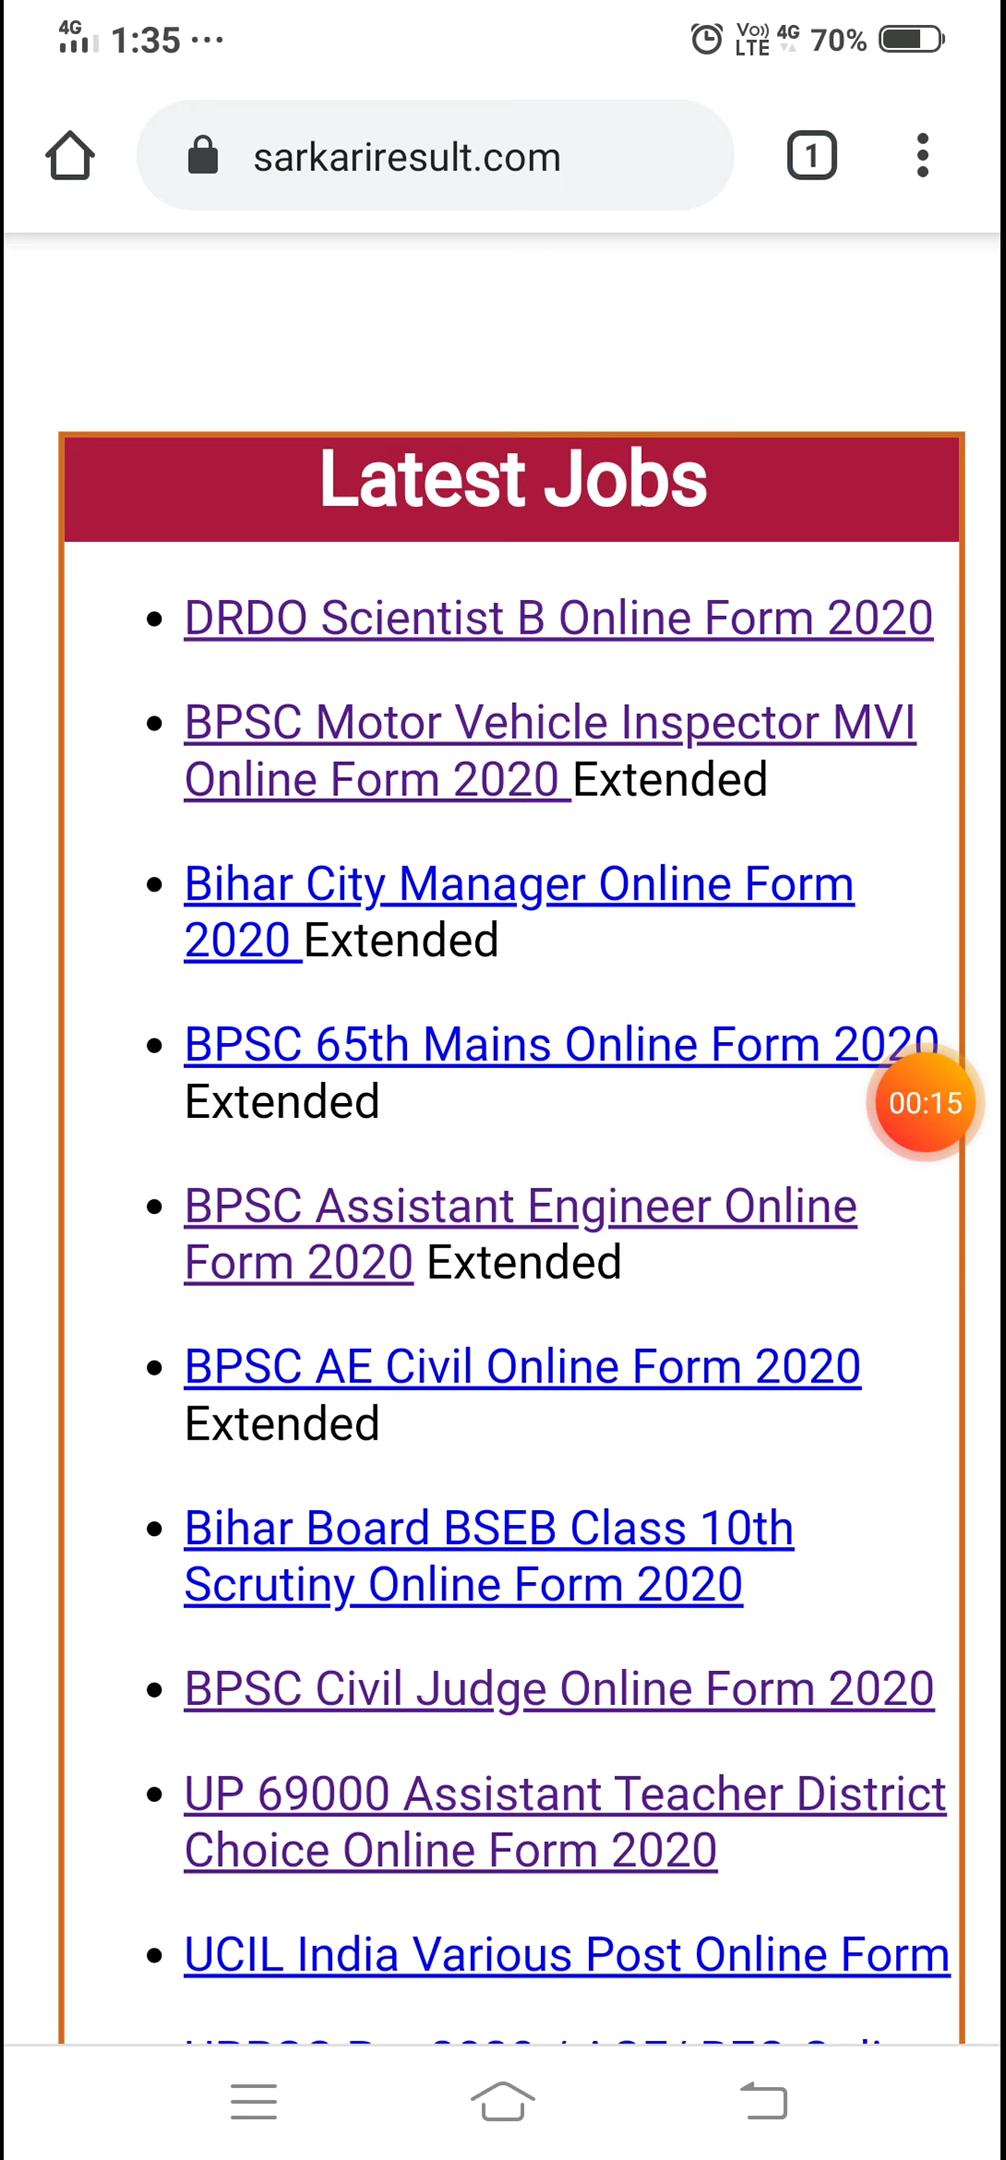 4G 1:35 ... Vo)) LTE 4G 70%
sarkariresult.com 1
Latest Jobs
DRDO Scientist B Online Form 2020
BPSC Motor Vehicle Inspector MVI
Online Form 2020 Extended
Bihar City Manager Online Form
2020 Extended
BPSC 65th Mains Online Form 2020
Extended
00:15
BPSC Assistant Engineer Online
Form 2020 Extended
BPSC AE Civil Online Form 2020
Extended
Bihar Board BSEB Class 10th
Scrutiny Online Form 2020
BPSC Civil Judge Online Form 2020
UP 69000 Assistant Teacher District
Choice Online Form 2020
UCIL India Various Post Online Form